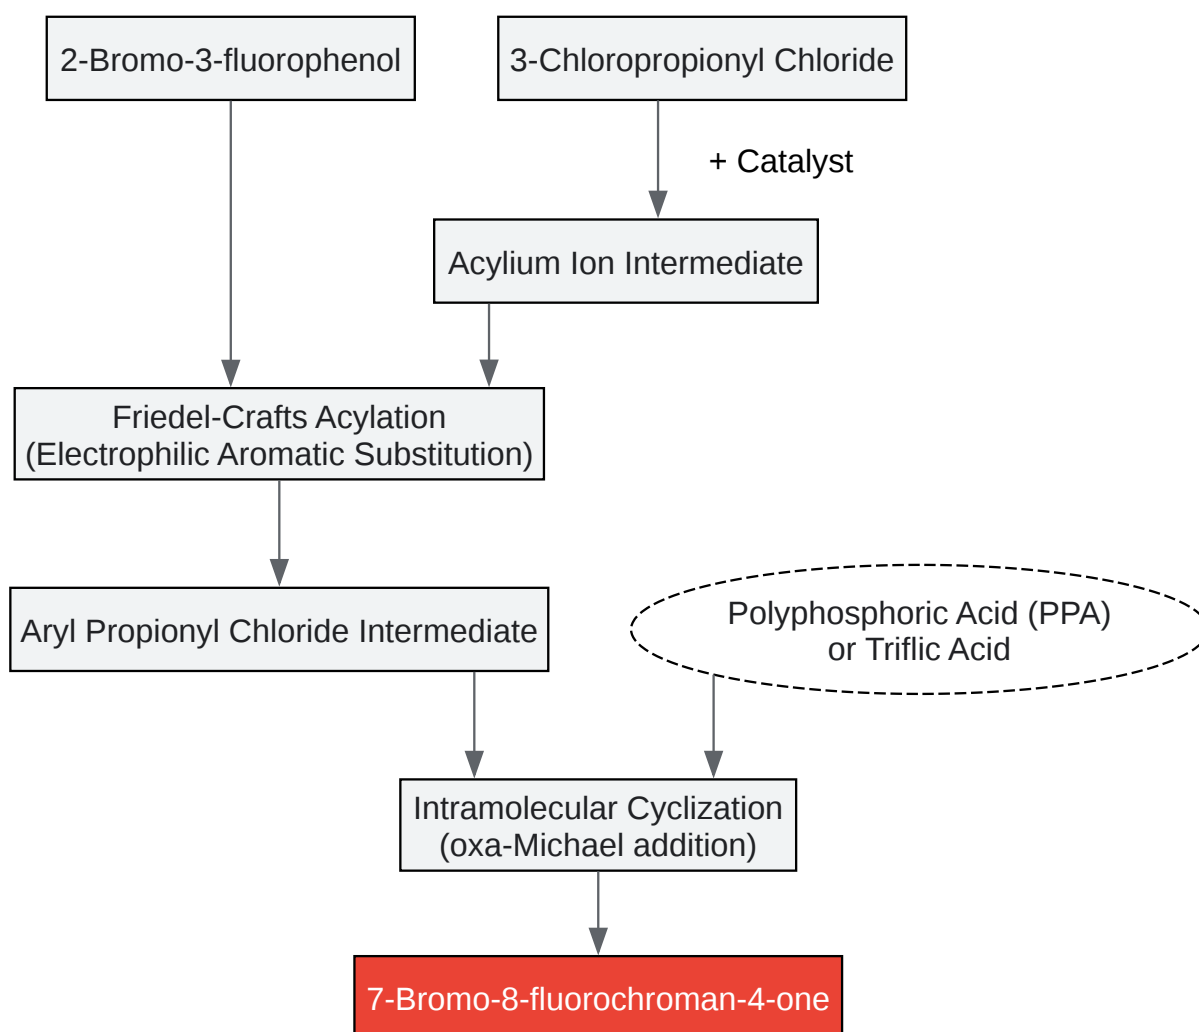 2-Bromo-3-fluorophenol
3-Chloropropionyl Chloride
+ Catalyst
Acylium Ion Intermediate
Friedel-Crafts Acylation
(Electrophilic Aromatic Substitution)
Aryl Propionyl Chloride Intermediate
Polyphosphoric Acid (PPA)
or Triflic Acid
Intramolecular Cyclization
(oxa-Michael addition)
7-Bromo-8-fluorochroman-4-one